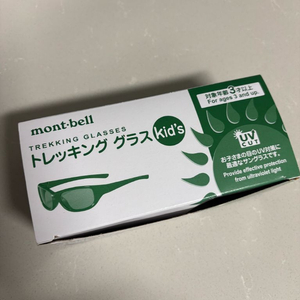 対象年齢3才以上
For ages 3 and up.
mont-bell
TREKKING GLASSES
トレッキング グラス kid's
UV
CUT
お子さまの目のUV対策に
最適なサングラスです。
Provide effective protection
from ultraviolet light